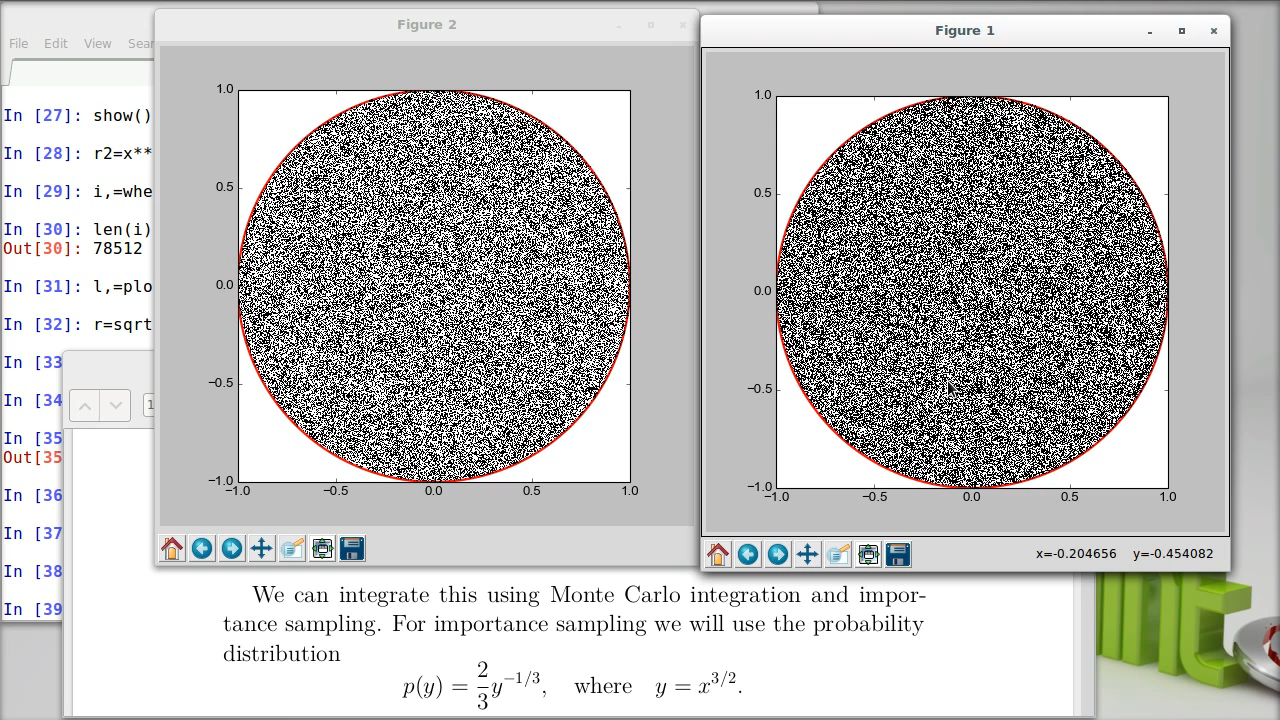 Figure 2
Figure 1
File Edit View Sear
In [27]: show()
In [28]: r2=x**
In [29]: i,=whe
In [30]: len(i)
Out[30]: 78512
In [31]: l,=plo
In [32]: r=sqrt
In [33
In [34
In [35
Out[35
In [36
In [37
In [38
In [39
1
1.0
0.5
0.0
−0.5
−1.0
−1.0 −0.5 0.0 0.5 1.0
1.0
0.5
0.0
−0.5
−1.0
−1.0 −0.5 0.0 0.5 1.0
x=-0.204656 y=-0.454082
We can integrate this using Monte Carlo integration and impor-
tance sampling. For importance sampling we will use the probability
distribution
p(y) = 2/3 y^{-1/3}, where y = x^{3/2}.